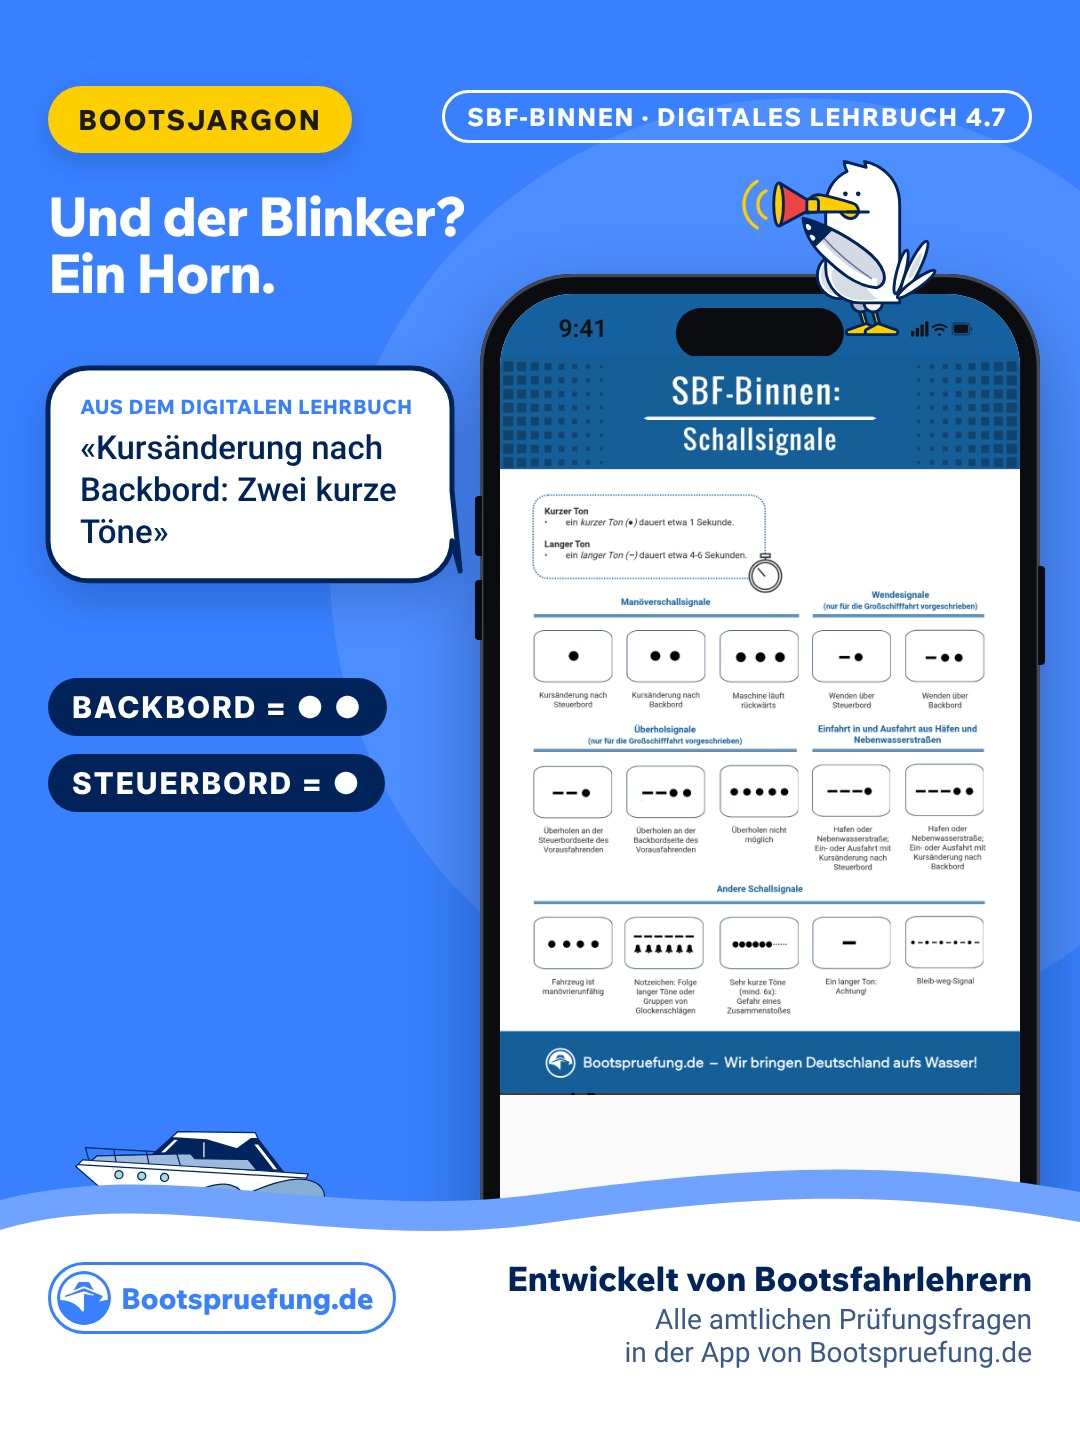 BOOTSJARGON
SBF-BINNEN · DIGITALES LEHRBUCH 4.7
Und der Blinker?
Ein Horn.
AUS DEM DIGITALEN LEHRBUCH
«Kursänderung nach
Backbord: Zwei kurze
Töne»
BACKBORD = ● ●
STEUERBORD = ●
9:41
SBF-Binnen:
Schallsignale
Kurzer Ton
• ein kurzer Ton (●) dauert etwa 1 Sekunde.
Langer Ton
• ein langer Ton (–) dauert etwa 4-6 Sekunden.
Manöverschallsignale
Wendesignale
(nur für die Großschifffahrt vorgeschrieben)
Kursänderung nach
Steuerbord
Kursänderung nach
Backbord
Maschine läuft
rückwärts
Wenden über
Steuerbord
Wenden über
Backbord
Überholsignale
(nur für die Großschifffahrt vorgeschrieben)
Einfahrt in und Ausfahrt aus Häfen und
Nebenwasserstraßen
Überholen an der
Steuerbordseite des
Vorausfahrenden
Überholen an der
Backbordseite des
Vorausfahrenden
Überholen nicht
möglich
Hafen oder
Nebenwasserstraße;
Ein- oder Ausfahrt mit
Kursänderung nach
Steuerbord
Hafen oder
Nebenwasserstraße;
Ein- oder Ausfahrt mit
Kursänderung nach
Backbord
Andere Schallsignale
Fahrzeug ist
manövrierunfähig
Notzeichen: Folge
langer Töne oder
Gruppen von
Glockenschlägen
Sehr kurze Töne
(mind. 6x):
Gefahr eines
Zusammenstoßes
Ein langer Ton:
Achtung!
Bleib-weg-Signal
Bootspruefung.de – Wir bringen Deutschland aufs Wasser!
Bootspruefung.de
Entwickelt von Bootsfahrlehrern
Alle amtlichen Prüfungsfragen
in der App von Bootspruefung.de